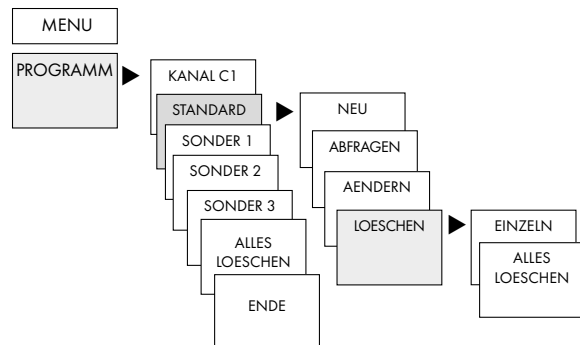 MENU
PROGRAMM
KANAL C1
STANDARD
SONDER 1
SONDER 2
SONDER 3
ALLES
LOESCHEN
ENDE
NEU
ABFRAGEN
AENDERN
LOESCHEN
EINZELN
ALLES
LOESCHEN